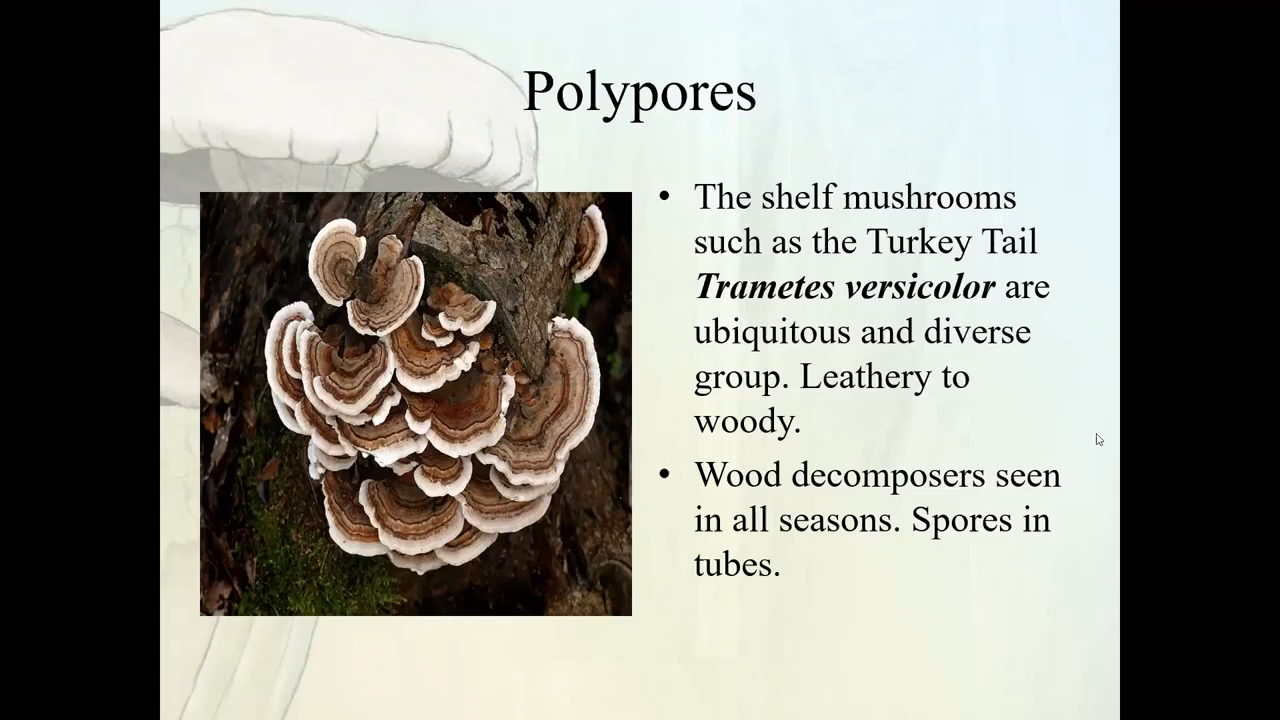 Polypores
• The shelf mushrooms
such as the Turkey Tail
Trametes versicolor are
ubiquitous and diverse
group. Leathery to
woody.
• Wood decomposers seen
in all seasons. Spores in
tubes.